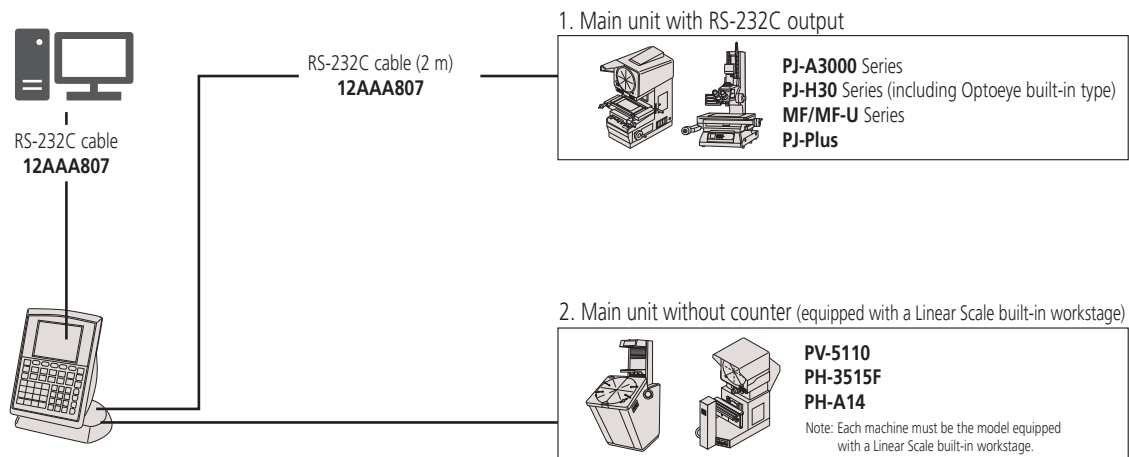 1. Main unit with RS-232C output
RS-232C cable (2 m)
12AAA807
PJ-A3000 Series
PJ-H30 Series (including Optoeye built-in type)
MF/MF-U Series
PJ-Plus
RS-232C cable
12AAA807
2. Main unit without counter (equipped with a Linear Scale built-in workstage)
PV-5110
PH-3515F
PH-A14
Note: Each machine must be the model equipped
with a Linear Scale built-in workstage.